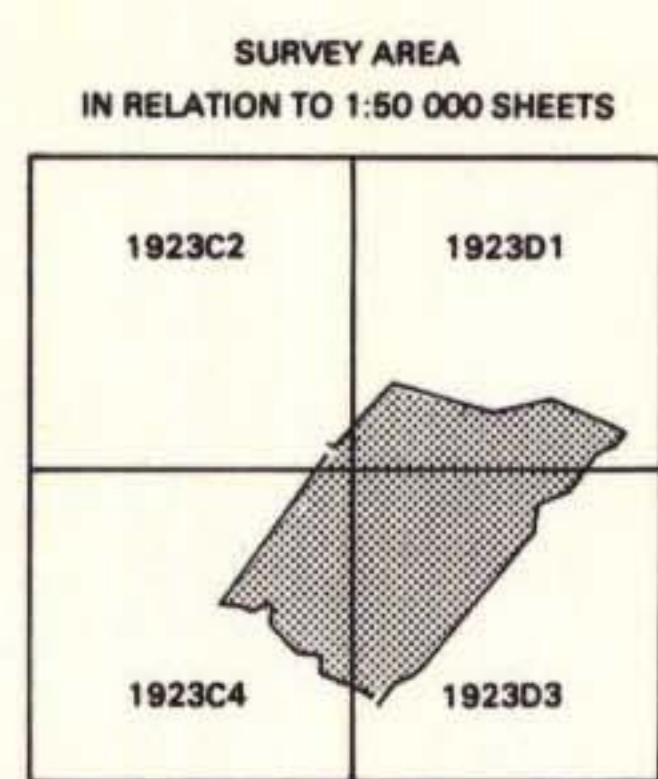 SURVEY AREA
IN RELATION TO 1:50 000 SHEETS
1923C2 1923D1
1923C4 1923D3